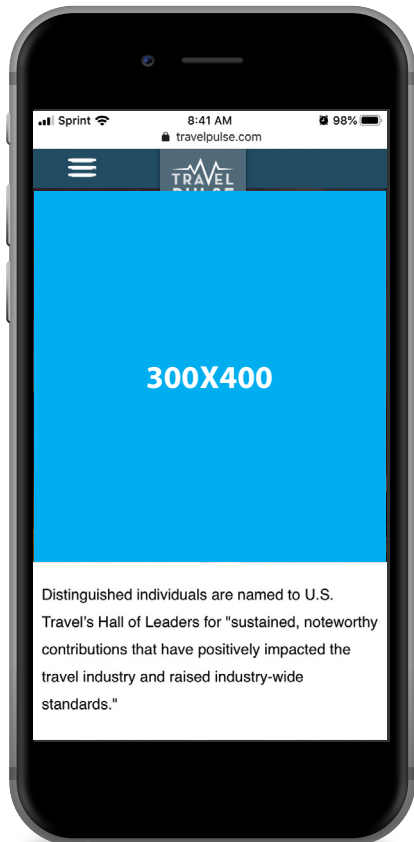 Sprint 8:41 AM 98%
travelpulse.com
TRAVEL
PULSE
300X400
Distinguished individuals are named to U.S.
Travel’s Hall of Leaders for "sustained, noteworthy
contributions that have positively impacted the
travel industry and raised industry-wide
standards."